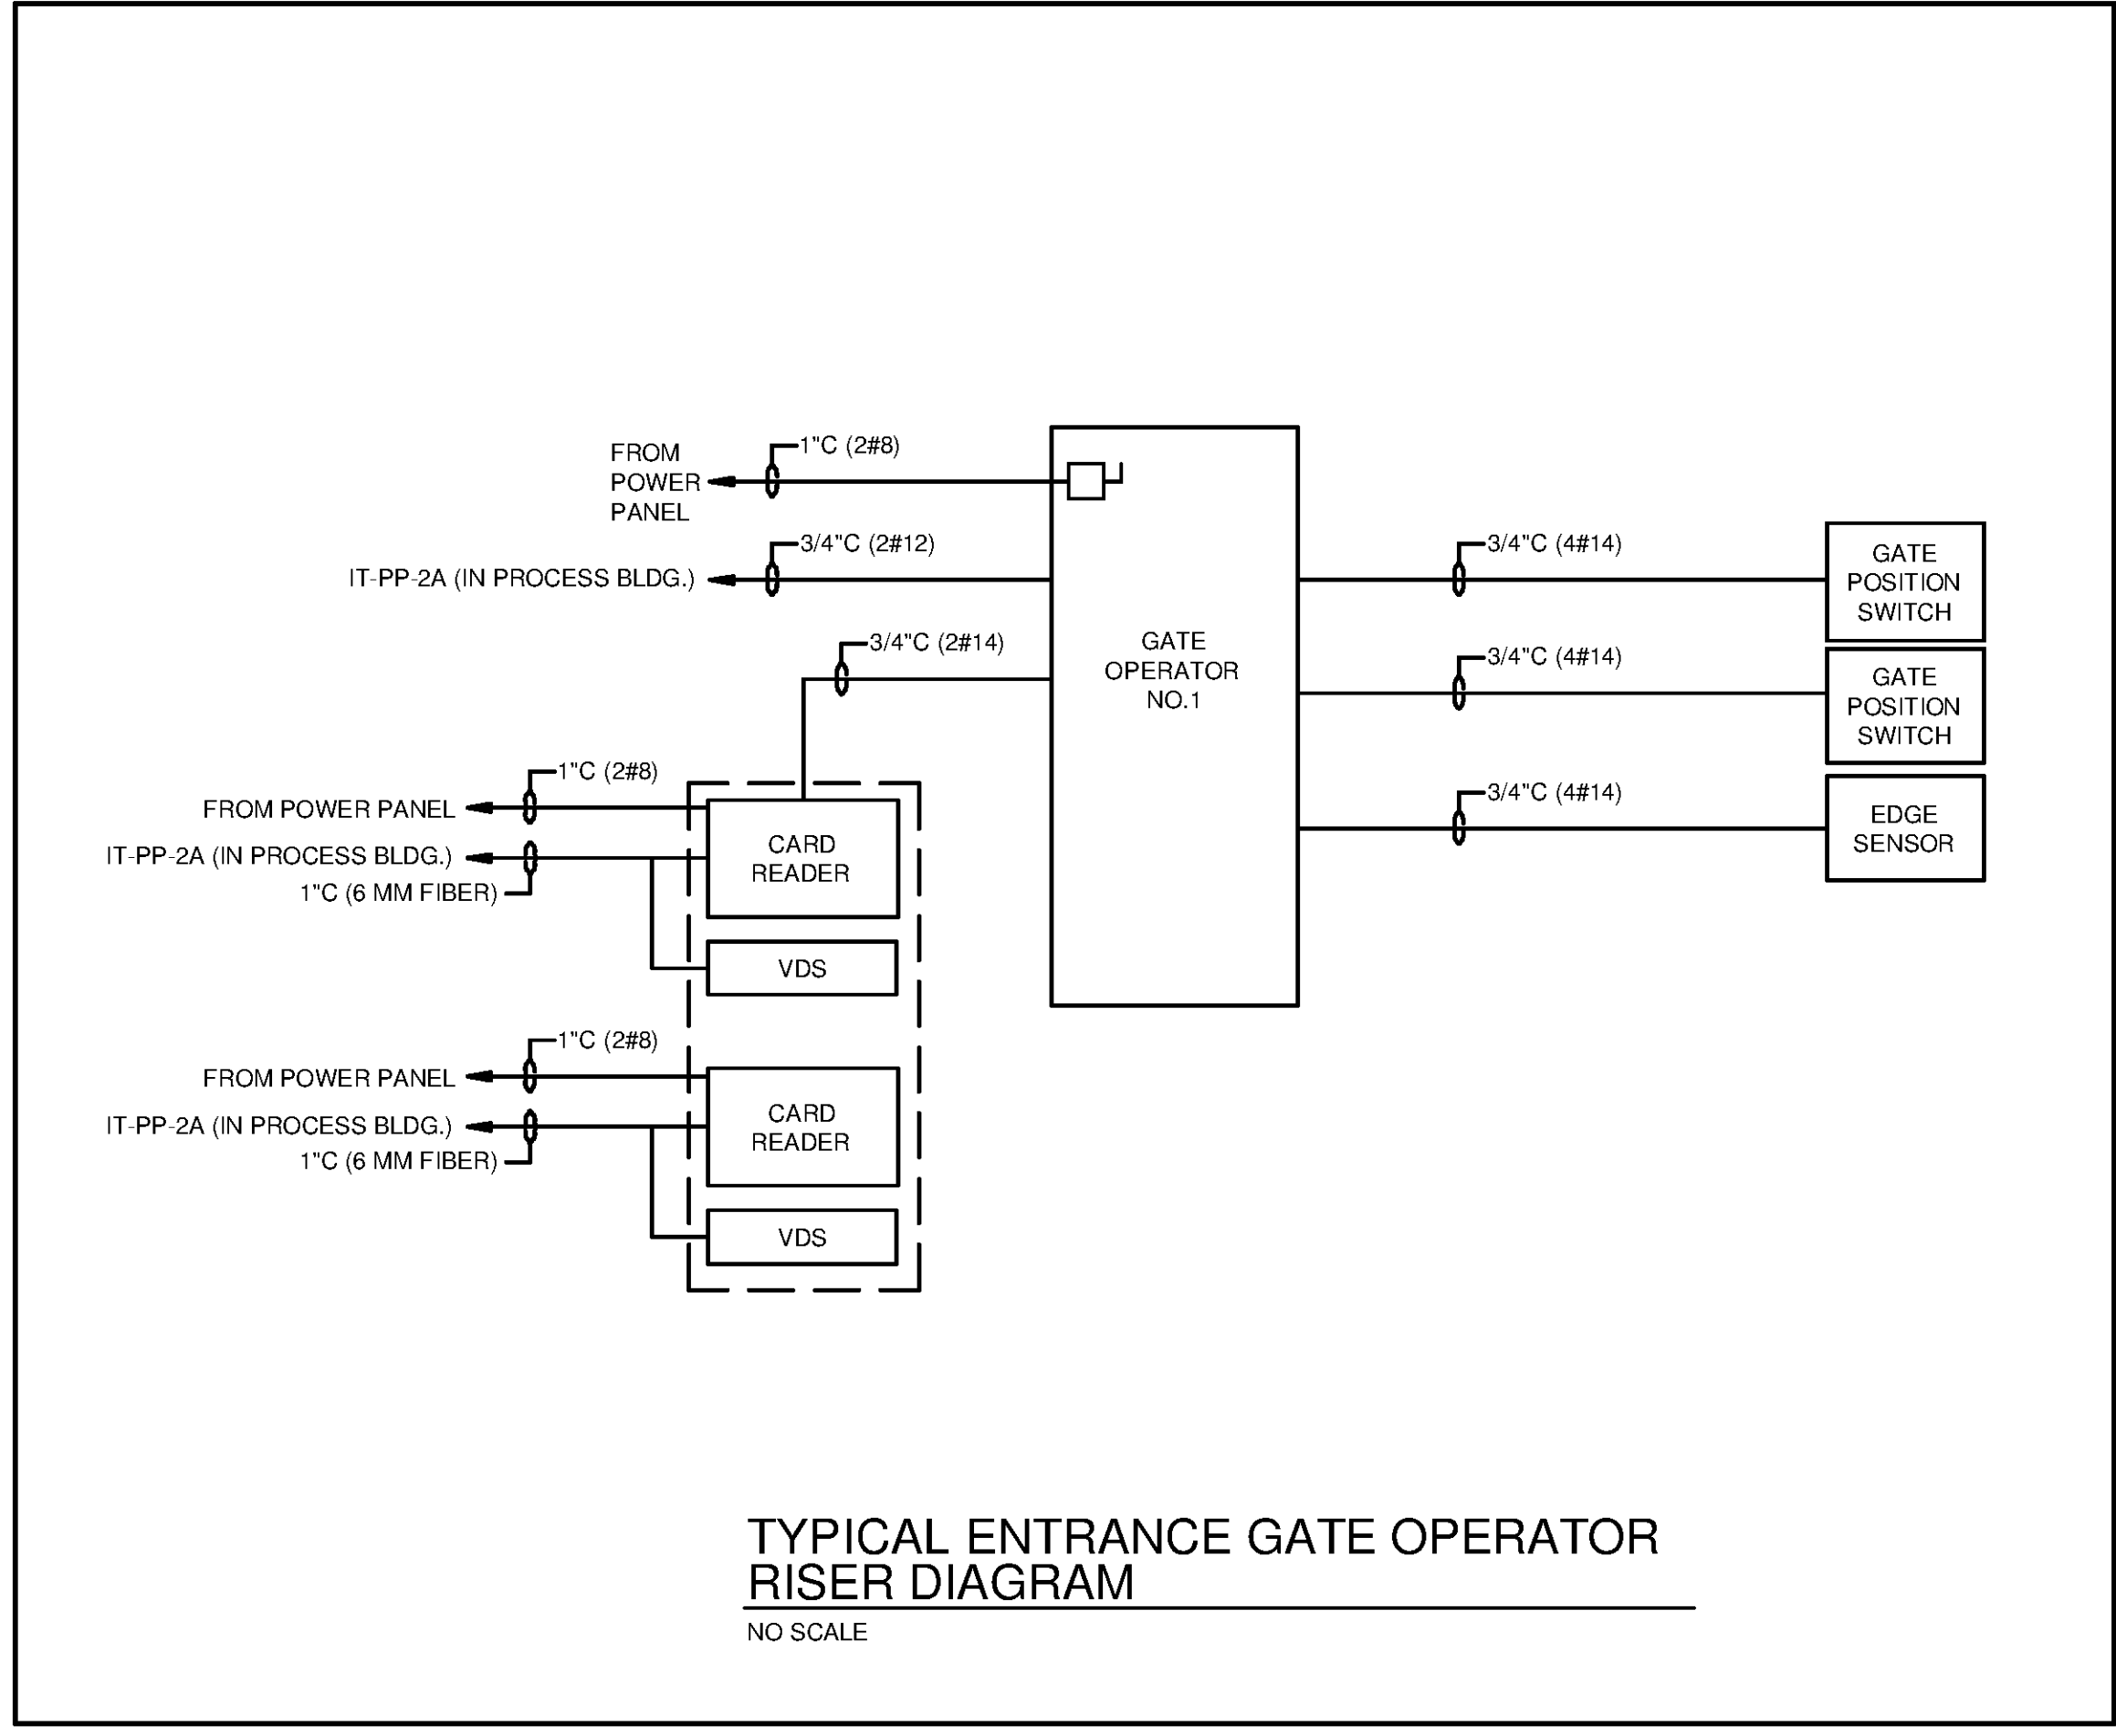 1"C (2#8)
FROM
POWER
PANEL
3/4"C (2#12)
IT-PP-2A (IN PROCESS BLDG.)
3/4"C (2#14)
GATE
OPERATOR
NO.1
3/4"C (4#14)
GATE
POSITION
SWITCH
3/4"C (4#14)
GATE
POSITION
SWITCH
3/4"C (4#14)
EDGE
SENSOR
1"C (2#8)
FROM POWER PANEL
IT-PP-2A (IN PROCESS BLDG.)
1"C (6 MM FIBER)
CARD
READER
VDS
1"C (2#8)
FROM POWER PANEL
IT-PP-2A (IN PROCESS BLDG.)
1"C (6 MM FIBER)
CARD
READER
VDS
TYPICAL ENTRANCE GATE OPERATOR
RISER DIAGRAM
NO SCALE